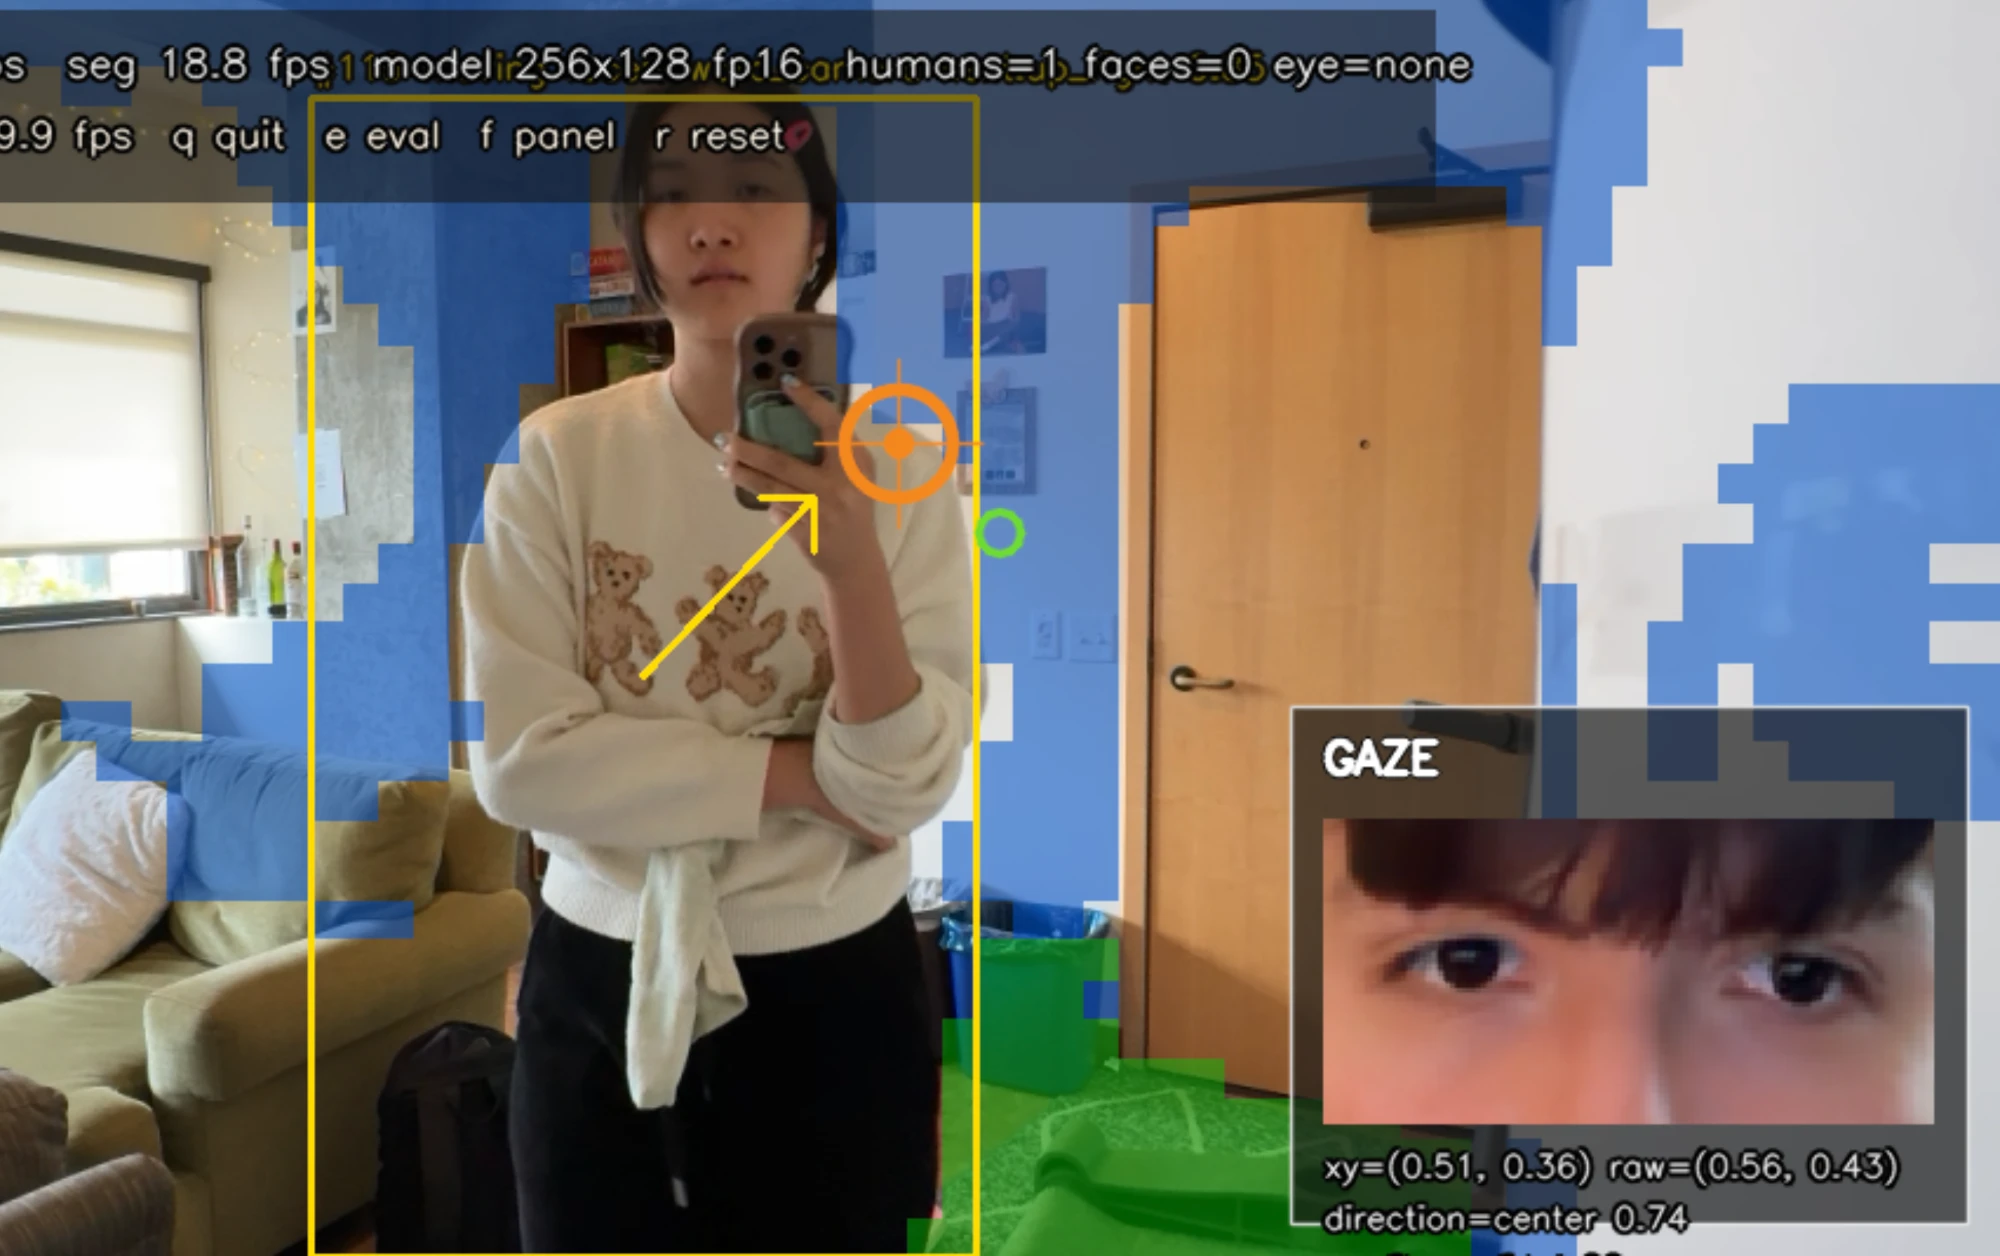 seg 18.8 fps model 256x128 fp16 humans=1 faces=0 eye=none
9.9 fps q quit e eval f panel r reset
GAZE
xy=(0.51, 0.36) raw=(0.56, 0.43)
direction=center 0.74